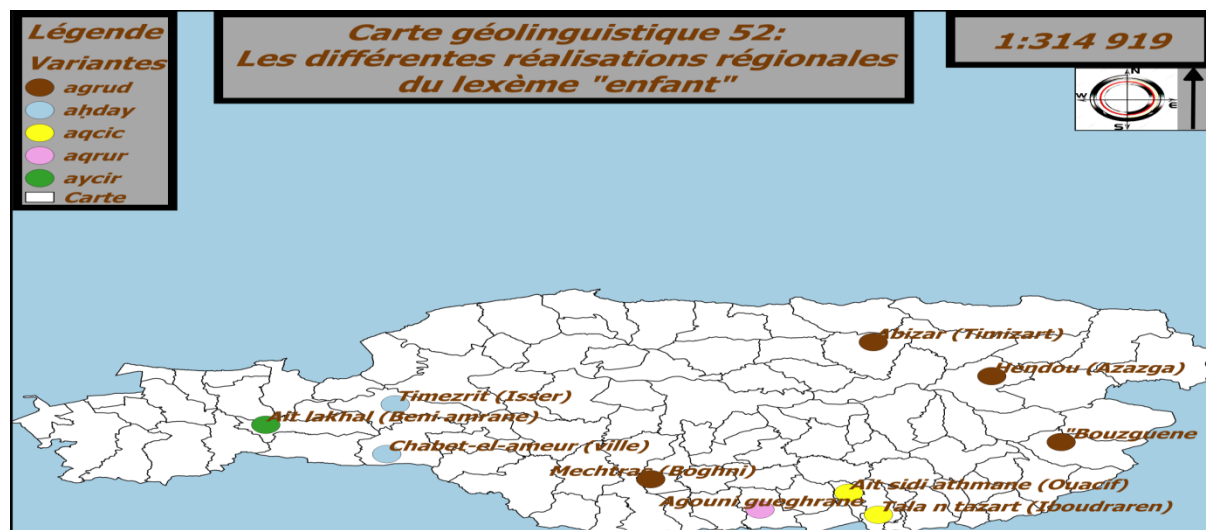 Légende
Variantes
agrud
aḥday
aqcic
aqrur
aycir
Carte
Carte géolinguistique 52:
Les différentes réalisations régionales
du lexème "enfant"
1:314 919
N
W
E
S
Abizar (Timizart)
Hendou (Azazga)
Timezrit (Isser)
Ait lakhal (Beni amrane)
"Bouzguene
Chabet-el-ameur (ville)
Mechtras (Boghni)
Ait sidi athmane (Ouacif)
Agouni gueghrane
Tala n tazart (Iboudraren)